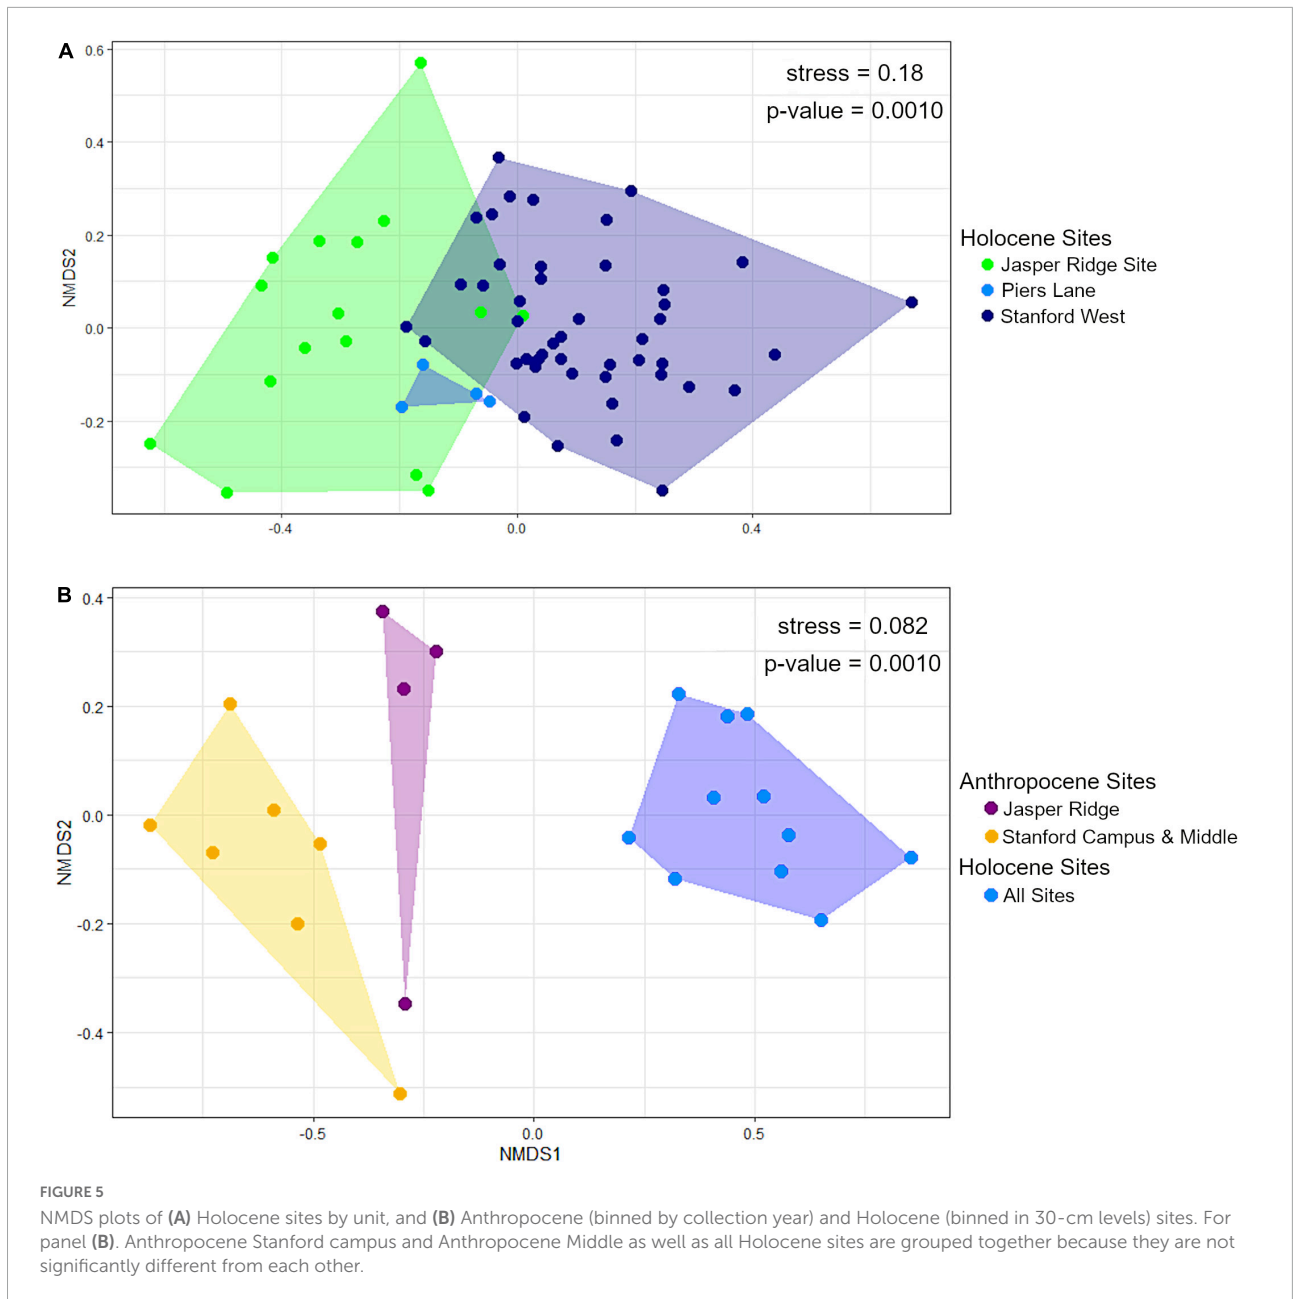 A
0.6
0.4
0.2
0.0
-0.2
NMDS2
stress = 0.18
p-value = 0.0010
-0.4
0.0
0.4
Holocene Sites
Jasper Ridge Site
Piers Lane
Stanford West
B
0.4
0.2
0.0
-0.2
-0.4
NMDS2
stress = 0.082
p-value = 0.0010
-0.5
0.0
0.5
NMDS1
Anthropocene Sites
Jasper Ridge
Stanford Campus & Middle
Holocene Sites
All Sites
FIGURE 5
NMDS plots of (A) Holocene sites by unit, and (B) Anthropocene (binned by collection year) and Holocene (binned in 30-cm levels) sites. For
panel (B). Anthropocene Stanford campus and Anthropocene Middle as well as all Holocene sites are grouped together because they are not
significantly different from each other.